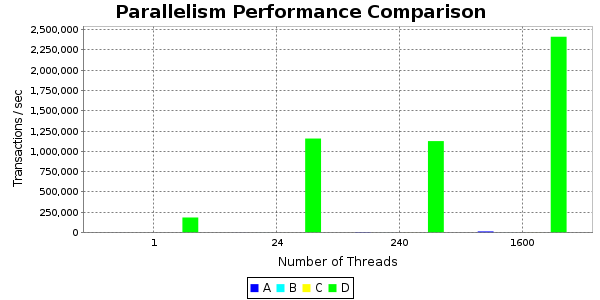 Parallelism Performance Comparison
2,500,000
2,250,000
2,000,000
1,750,000
1,500,000
1,250,000
1,000,000
750,000
500,000
250,000
0
Transactions / sec
1 24 240 1600
Number of Threads
A B C D